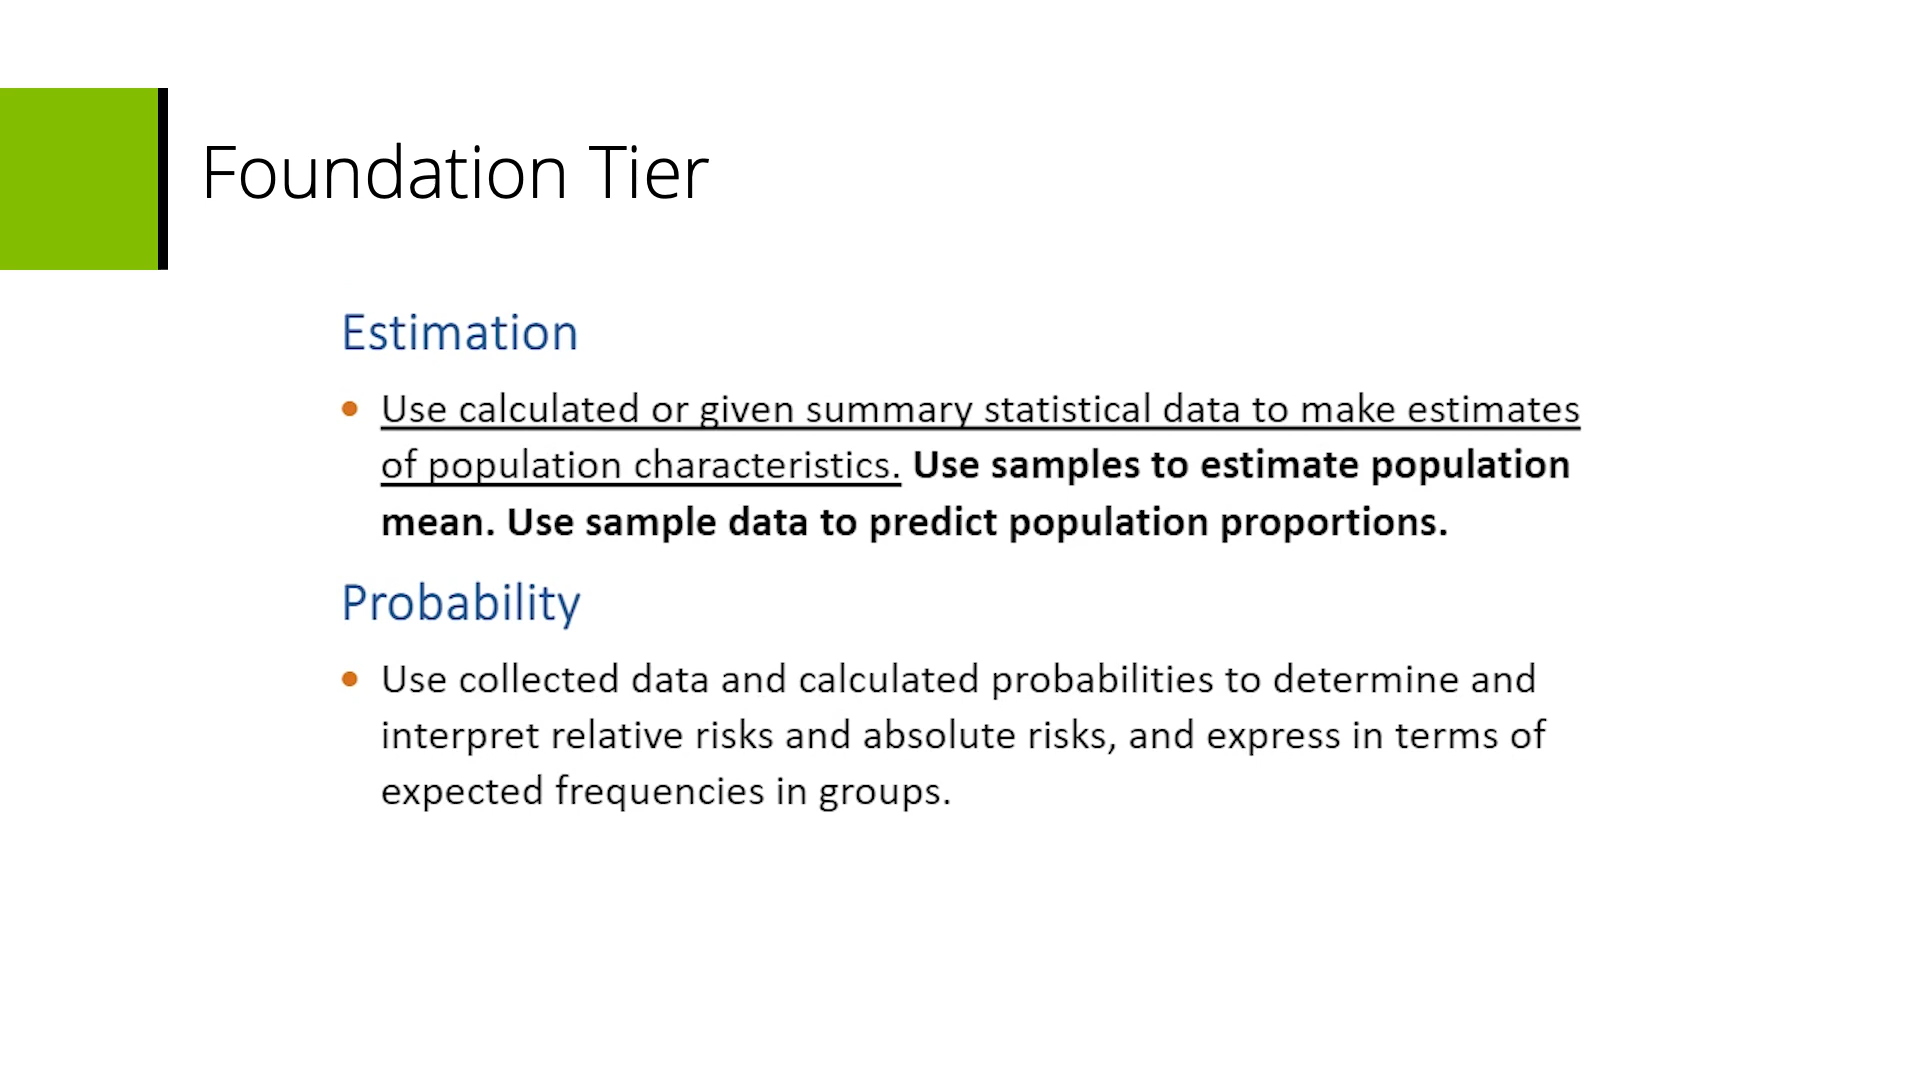 Foundation Tier
Estimation
• Use calculated or given summary statistical data to make estimates
of population characteristics. Use samples to estimate population
mean. Use sample data to predict population proportions.
Probability
• Use collected data and calculated probabilities to determine and
interpret relative risks and absolute risks, and express in terms of
expected frequencies in groups.